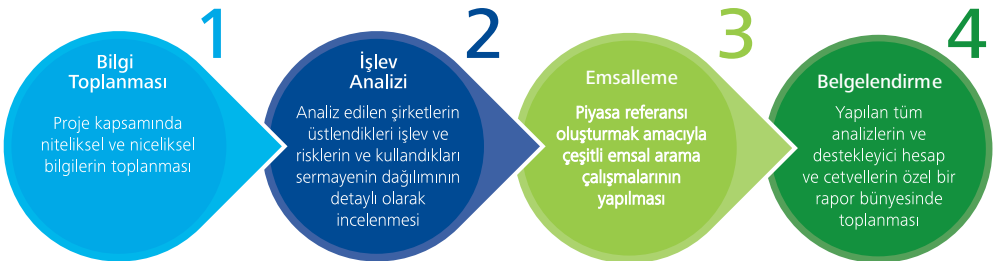 1
Bilgi
Toplanması
Proje kapsamında
niteliksel ve niceliksel
bilgilerin toplanması
2
İşlev
Analizi
Analiz edilen şirketlerin
üstlendikleri işlev ve
risklerin ve kullandıkları
sermayenin dağılımının
detaylı olarak
incelenmesi
3
Emsalleme
Piyasa referansı
oluşturmak amacıyla
çeşitli emsal arama
çalışmalarının
yapılması
4
Belgelendirme
Yapılan tüm
analizlerin ve
destekleyici hesap
ve cetvellerin özel bir
rapor bünyesinde
toplanması